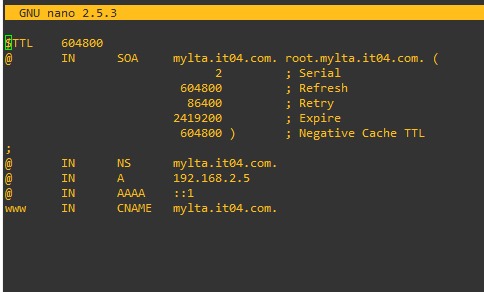 GNU nano 2.5.3
$TTL    604800
@       IN      SOA     mylta.it04.com. root.mylta.it04.com. (
                              2         ; Serial
                         604800         ; Refresh
                          86400         ; Retry
                        2419200         ; Expire
                         604800 )       ; Negative Cache TTL
;
@       IN      NS      mylta.it04.com.
@       IN      A       192.168.2.5
@       IN      AAAA    ::1
www     IN      CNAME   mylta.it04.com.